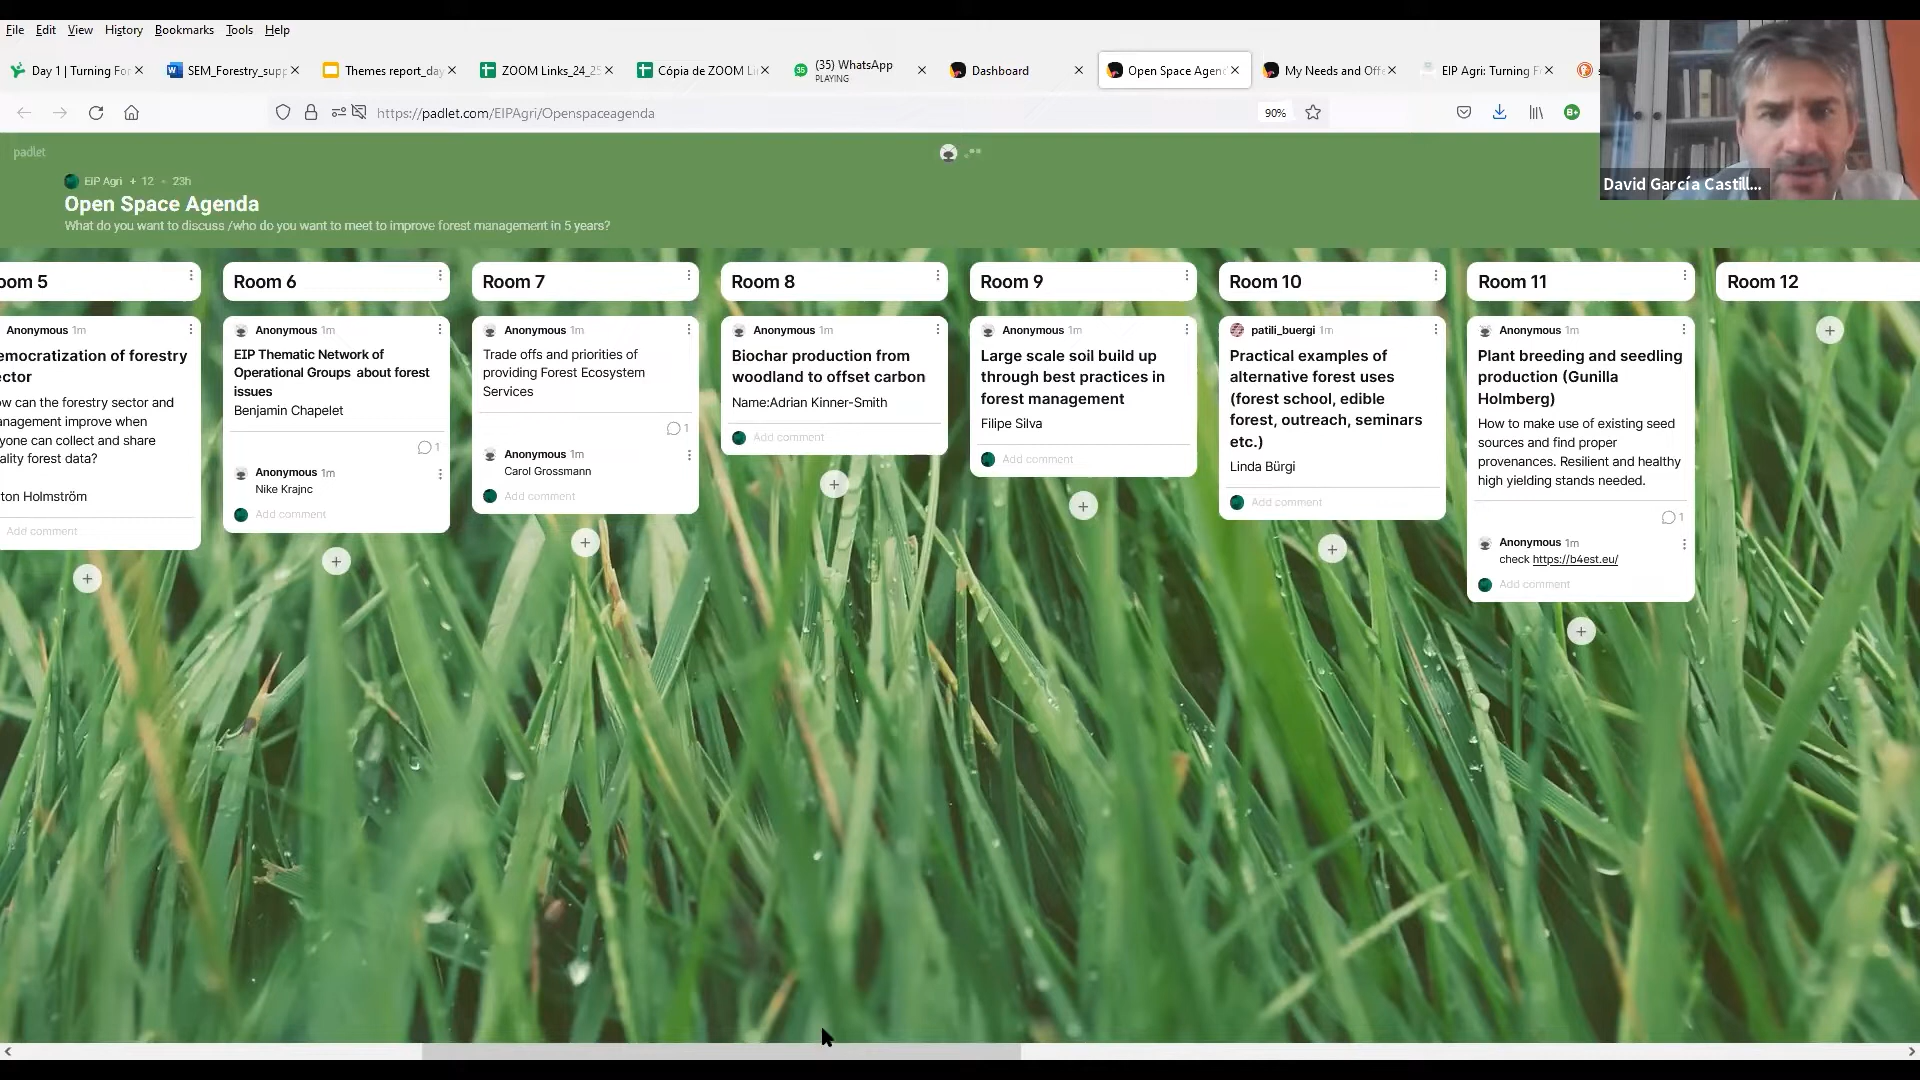 File Edit View History Bookmarks Tools Help
Day 1 | Turning For
SEM_Forestry_supp
Themes report_day
ZOOM Links_24_25
Cópia de ZOOM Li
(35) WhatsApp
PLAYING
Dashboard
Open Space Agen
My Needs and Offe
EIP Agri: Turning F
https://padlet.com/EIPAgri/Openspaceagenda
90%
padlet
EIP Agri + 12 • 23h
Open Space Agenda
What do you want to discuss /who do you want to meet to improve forest management in 5 years?
David García Castill...
oom 5
Anonymous 1m
emocratization of forestry
ctor
ow can the forestry sector and
anagement improve when
yone can collect and share
ality forest data?
ton Holmström
Add comment
Room 6
Anonymous 1m
EIP Thematic Network of
Operational Groups about forest
issues
Benjamin Chapelet
1
Anonymous 1m
Nike Krajnc
Add comment
Room 7
Anonymous 1m
Trade offs and priorities of
providing Forest Ecosystem
Services
1
Anonymous 1m
Carol Grossmann
Add comment
Room 8
Anonymous 1m
Biochar production from
woodland to offset carbon
Name:Adrian Kinner-Smith
Add comment
Room 9
Anonymous 1m
Large scale soil build up
through best practices in
forest management
Filipe Silva
Add comment
Room 10
patili_buergi 1m
Practical examples of
alternative forest uses
(forest school, edible
forest, outreach, seminars
etc.)
Linda Bürgi
Add comment
Room 11
Anonymous 1m
Plant breeding and seedling
production (Gunilla
Holmberg)
How to make use of existing seed
sources and find proper
provenances. Resilient and healthy
high yielding stands needed.
1
Anonymous 1m
check https://b4est.eu/
Add comment
Room 12